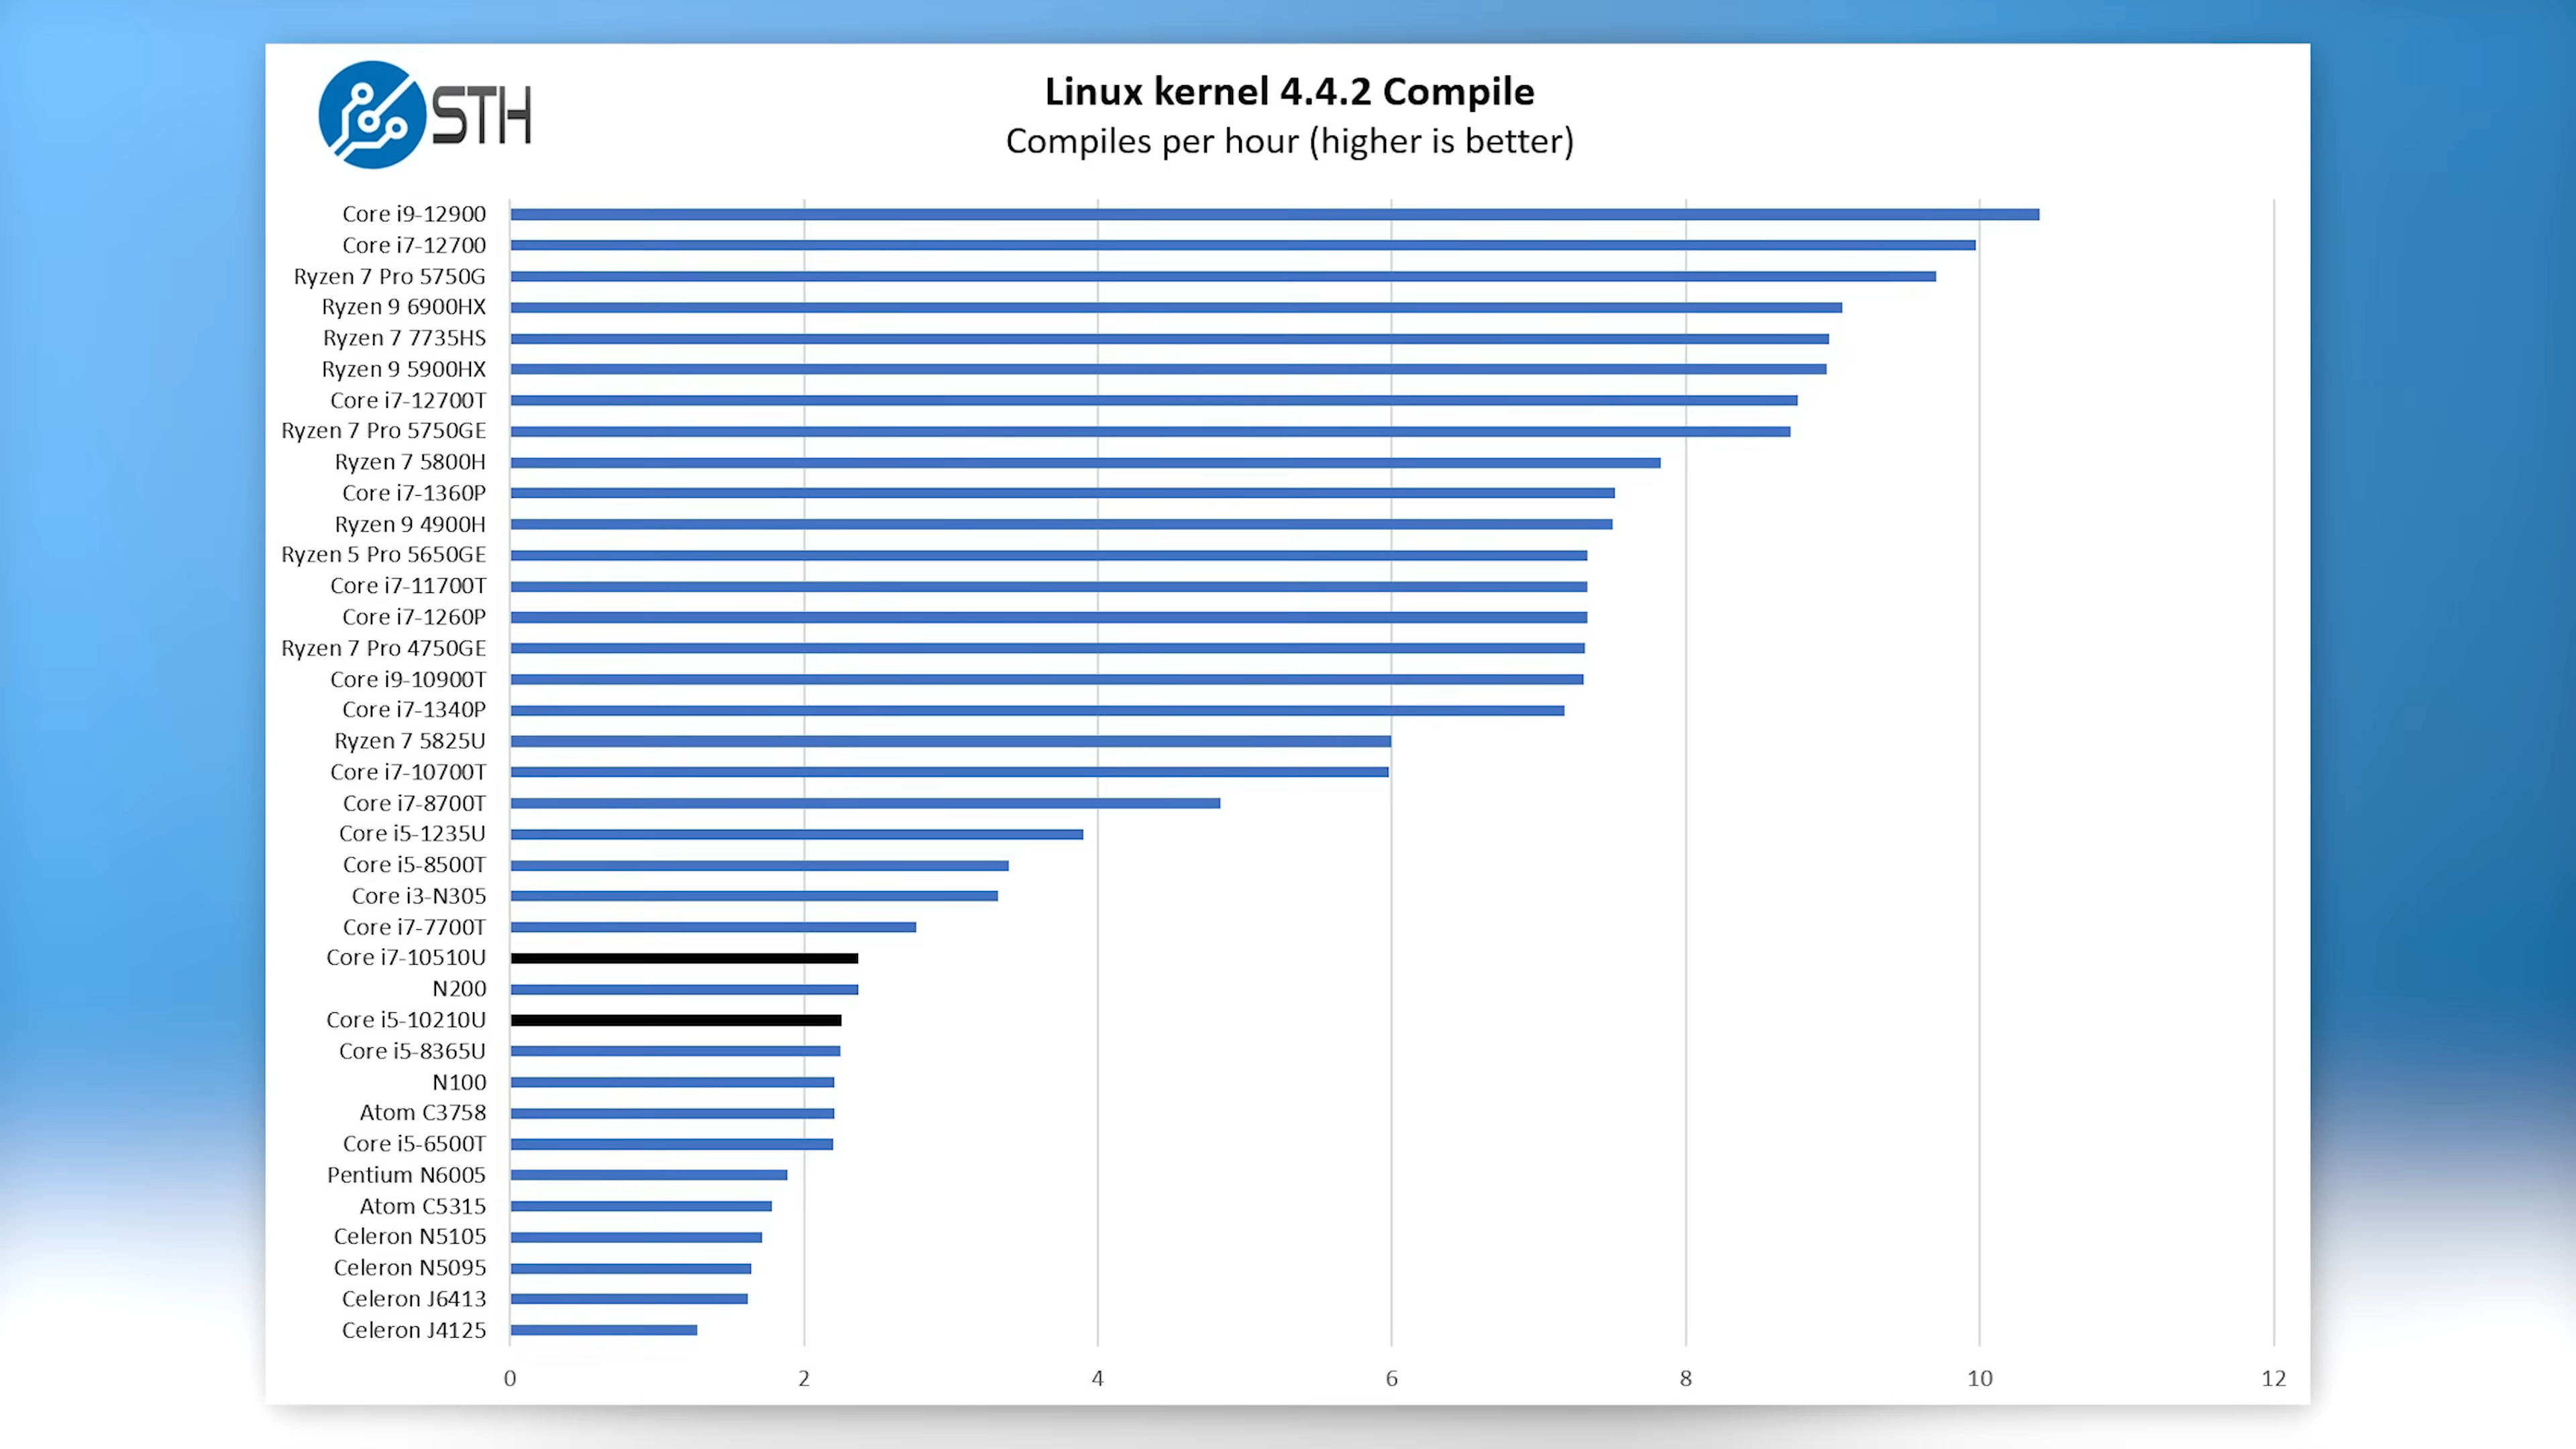 STH
Linux kernel 4.4.2 Compile
Compiles per hour (higher is better)
Core i9-12900
Core i7-12700
Ryzen 7 Pro 5750G
Ryzen 9 6900HX
Ryzen 7 7735HS
Ryzen 9 5900HX
Core i7-12700T
Ryzen 7 Pro 5750GE
Ryzen 7 5800H
Core i7-1360P
Ryzen 9 4900H
Ryzen 5 Pro 5650GE
Core i7-11700T
Core i7-1260P
Ryzen 7 Pro 4750GE
Core i9-10900T
Core i7-1340P
Ryzen 7 5825U
Core i7-10700T
Core i7-8700T
Core i5-1235U
Core i5-8500T
Core i3-N305
Core i7-7700T
Core i7-10510U
N200
Core i5-10210U
Core i5-8365U
N100
Atom C3758
Core i5-6500T
Pentium N6005
Atom C5315
Celeron N5105
Celeron N5095
Celeron J6413
Celeron J4125
0 2 4 6 8 10 12